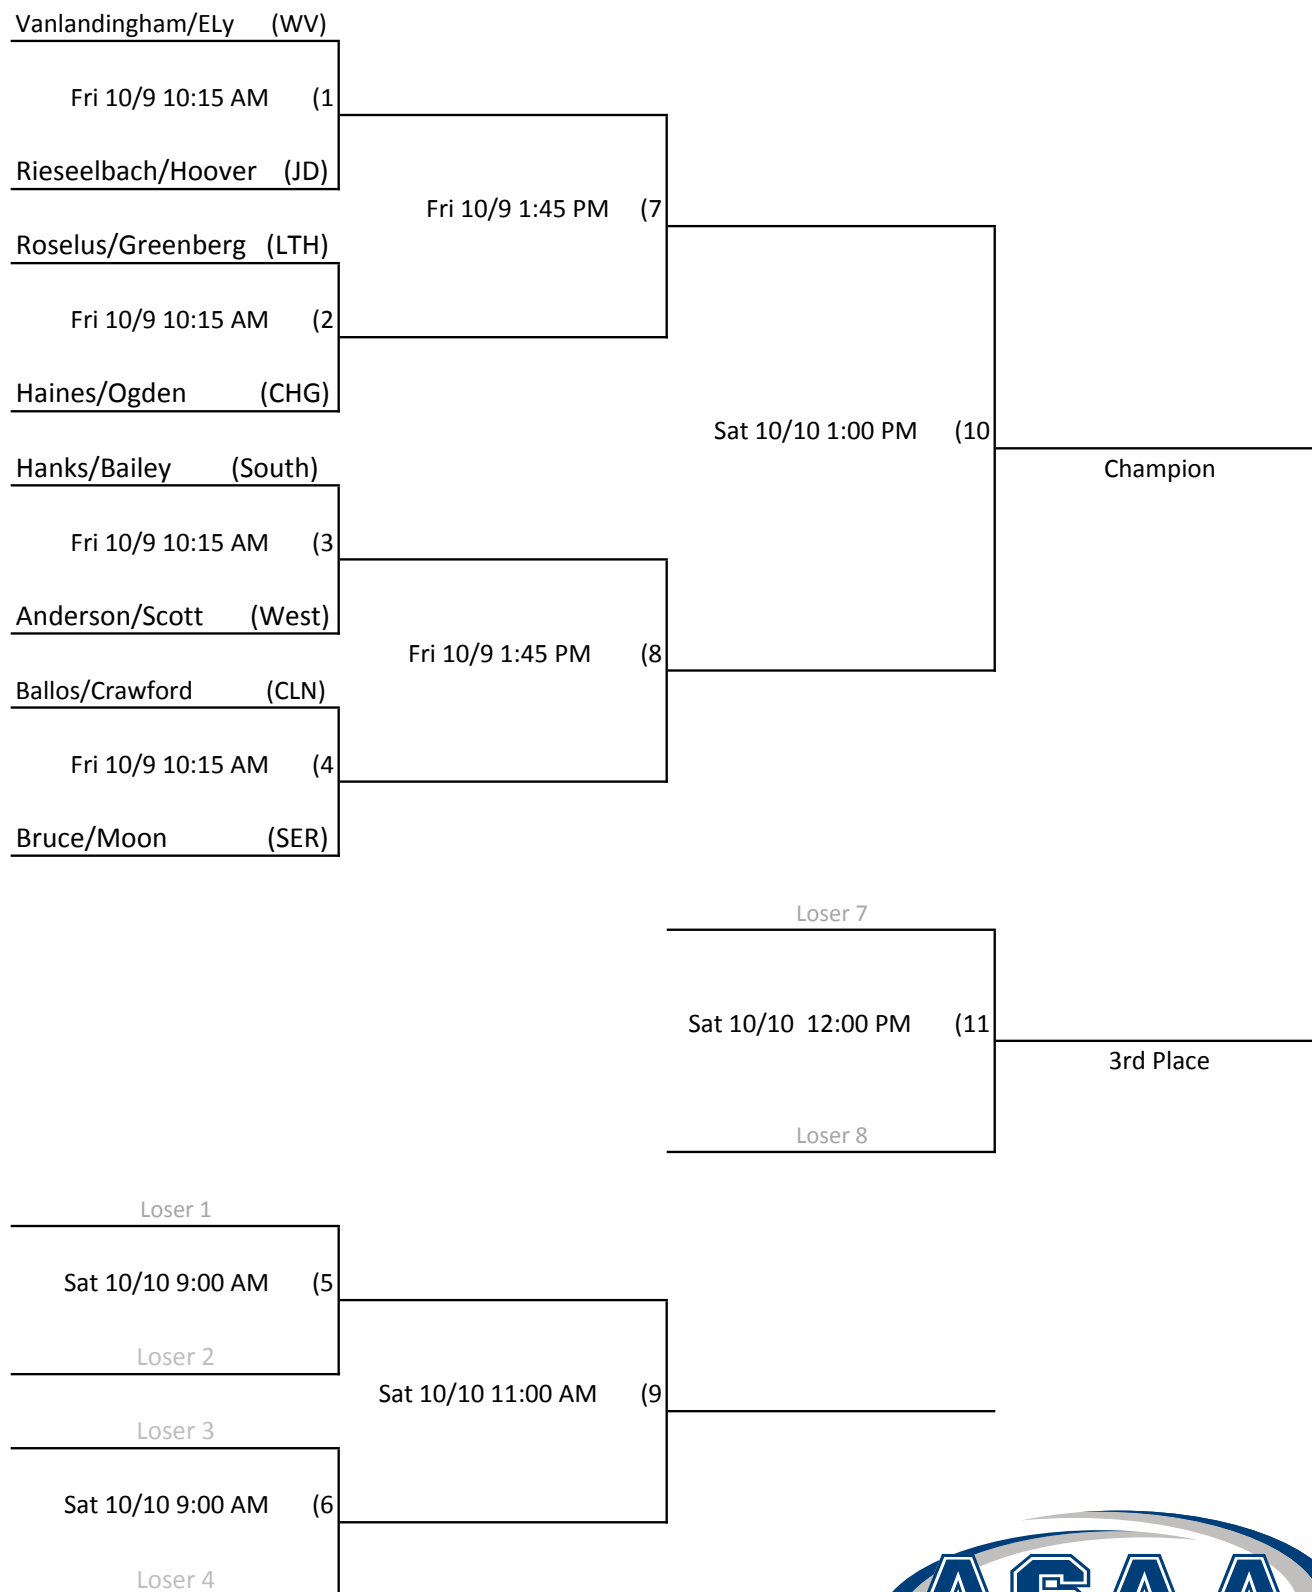 Vanlandingham/ELy (WV)
Fri 10/9 10:15 AM (1
Rieseelbach/Hoover (JD)
Fri 10/9 1:45 PM (7
Roselus/Greenberg (LTH)
Fri 10/9 10:15 AM (2
Haines/Ogden (CHG)
Sat 10/10 1:00 PM (10
Champion
Hanks/Bailey (South)
Fri 10/9 10:15 AM (3
Anderson/Scott (West)
Fri 10/9 1:45 PM (8
Ballos/Crawford (CLN)
Fri 10/9 10:15 AM (4
Bruce/Moon (SER)
Loser 7
Sat 10/10 12:00 PM (11
3rd Place
Loser 8
Loser 1
Sat 10/10 9:00 AM (5
Loser 2
Sat 10/10 11:00 AM (9
Loser 3
Sat 10/10 9:00 AM (6
Loser 4
ASAA